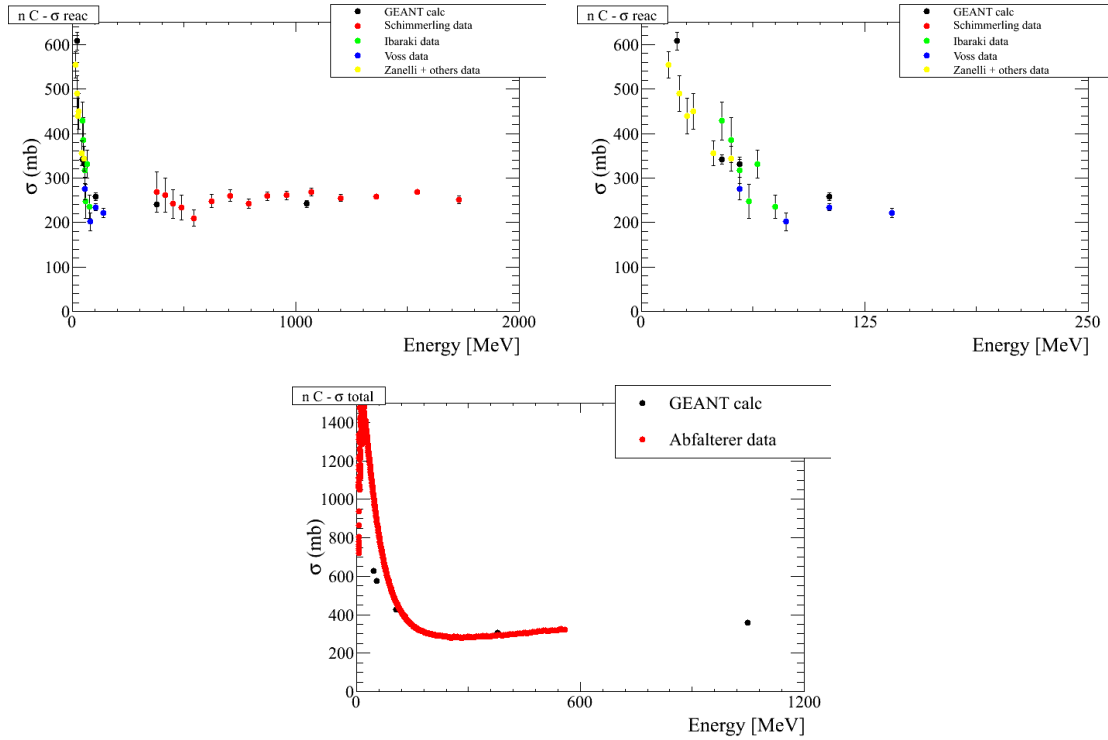 n C - σ reac
GEANT calc
Schimmerling data
Ibaraki data
Voss data
Zanelli + others data
σ (mb)
600
500
400
300
200
100
0
0
1000
2000
Energy [MeV]
n C - σ reac
GEANT calc
Schimmerling data
Ibaraki data
Voss data
Zanelli + others data
σ (mb)
600
500
400
300
200
100
0
0
125
250
Energy [MeV]
n C - σ total
GEANT calc
Abfalterer data
σ (mb)
1400
1200
1000
800
600
400
200
0
0
600
1200
Energy [MeV]